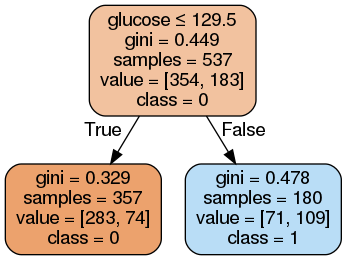 glucose ≤ 129.5
gini = 0.449
samples = 537
value = [354, 183]
class = 0
True
False
gini = 0.329
samples = 357
value = [283, 74]
class = 0
gini = 0.478
samples = 180
value = [71, 109]
class = 1